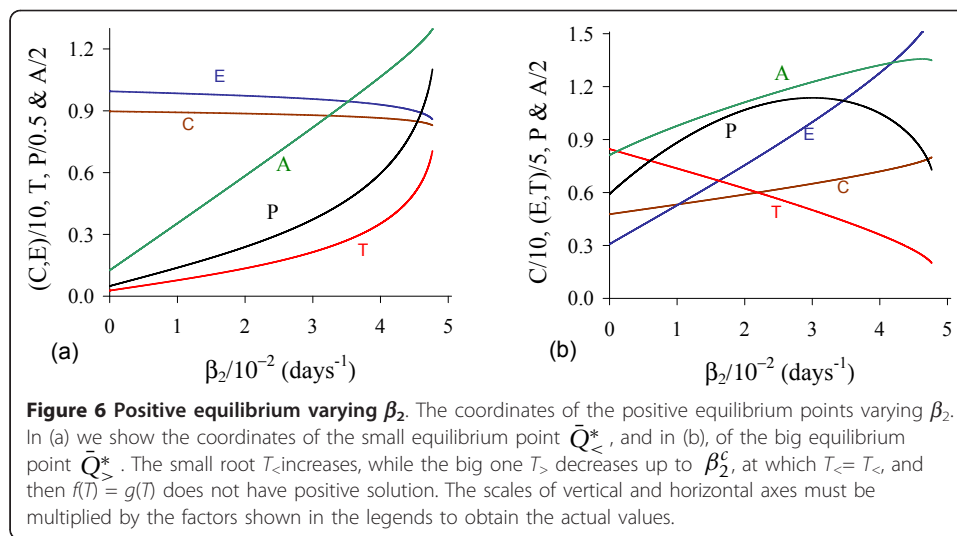 (C,E)/10, T, P/0.5 & A/2
1.2
0.9
0.6
0.3
0.0
E
C
A
P
T
0 1 2 3 4 5
(a)
β₂/10⁻² (days⁻¹)
C/10, (E,T)/5, P & A/2
1.5
1.2
0.9
0.6
0.3
0.0
A
P
E
C
T
0 1 2 3 4 5
(b)
β₂/10⁻² (days⁻¹)
Figure 6 Positive equilibrium varying β₂. The coordinates of the positive equilibrium points varying β₂.
In (a) we show the coordinates of the small equilibrium point Q̄*<, and in (b), of the big equilibrium
point Q̄*>. The small root T<increases, while the big one T> decreases up to β₂ᶜ, at which T<= T<, and
then f(T) = g(T) does not have positive solution. The scales of vertical and horizontal axes must be
multiplied by the factors shown in the legends to obtain the actual values.